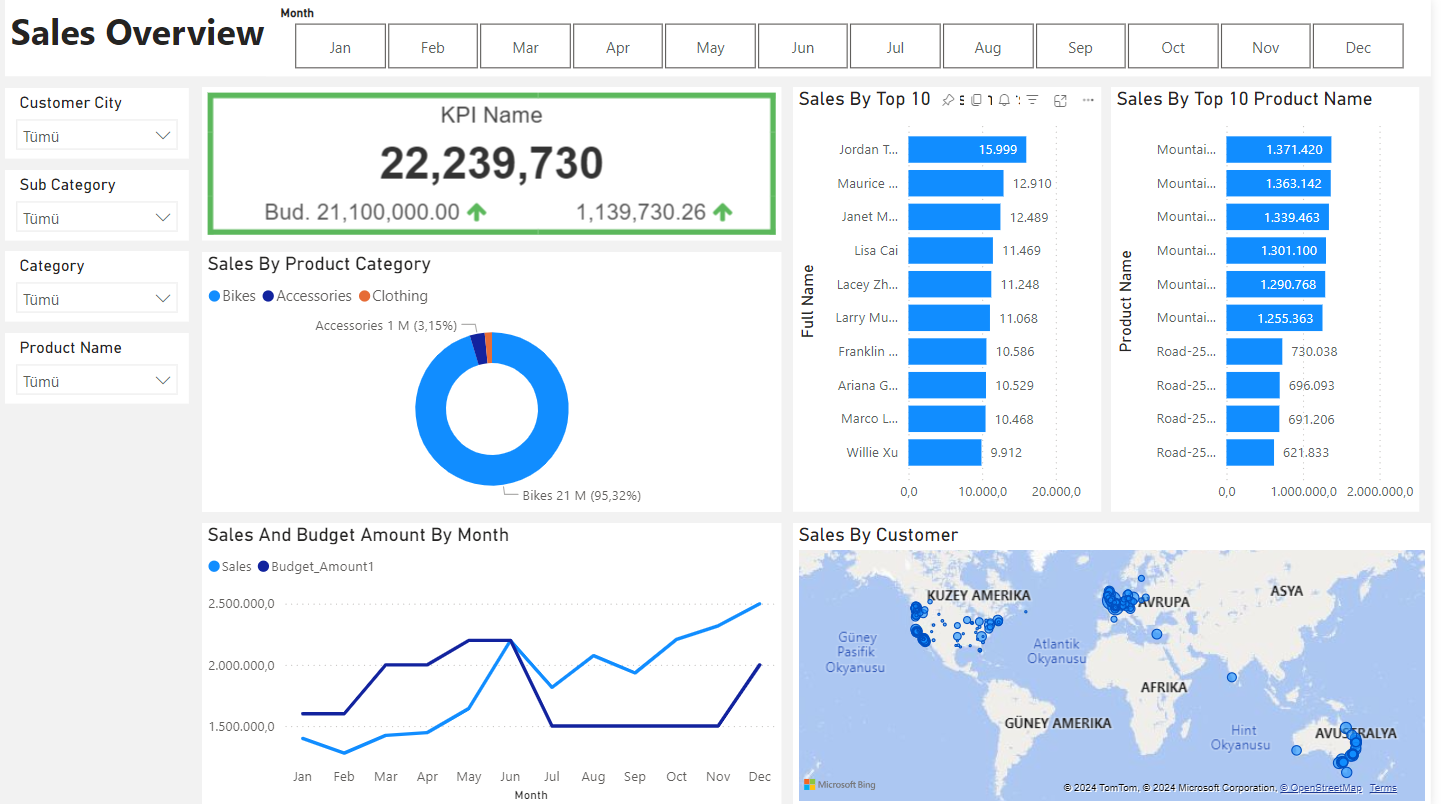 Sales Overview
Month
Jan Feb Mar Apr May Jun Jul Aug Sep Oct Nov Dec
Customer City
Tümü
Sub Category
Tümü
Category
Tümü
Product Name
Tümü
KPI Name
22,239,730
Bud. 21,100,000.00 1,139,730.26
Sales By Product Category
Bikes Accessories Clothing
Accessories 1 M (3,15%)
Bikes 21 M (95,32%)
Sales By Top 10
Full Name
Jordan T... 15.999
Maurice ... 12.910
Janet M... 12.489
Lisa Cai 11.469
Lacey Zh... 11.248
Larry Mu... 11.068
Franklin ... 10.586
Ariana G... 10.529
Marco L... 10.468
Willie Xu 9.912
0,0 10.000,0 20.000,0
Sales By Top 10 Product Name
Product Name
Mountai... 1.371.420
Mountai... 1.363.142
Mountai... 1.339.463
Mountai... 1.301.100
Mountai... 1.290.768
Mountai... 1.255.363
Road-25... 730.038
Road-25... 696.093
Road-25... 691.206
Road-25... 621.833
0,0 1.000.000,0 2.000.000,0
Sales And Budget Amount By Month
Sales Budget_Amount1
2.500.000,0
2.000.000,0
1.500.000,0
Jan Feb Mar Apr May Jun Jul Aug Sep Oct Nov Dec
Month
Sales By Customer
KUZEY AMERIKA
AVRUPA
ASYA
Güney
Pasifik
Okyanusu
Atlantik
Okyanusu
AFRIKA
GÜNEY AMERIKA
Hint
Okyanusu
AVUSTRALYA
Microsoft Bing
© 2024 TomTom, © 2024 Microsoft Corporation, © OpenStreetMap Terms